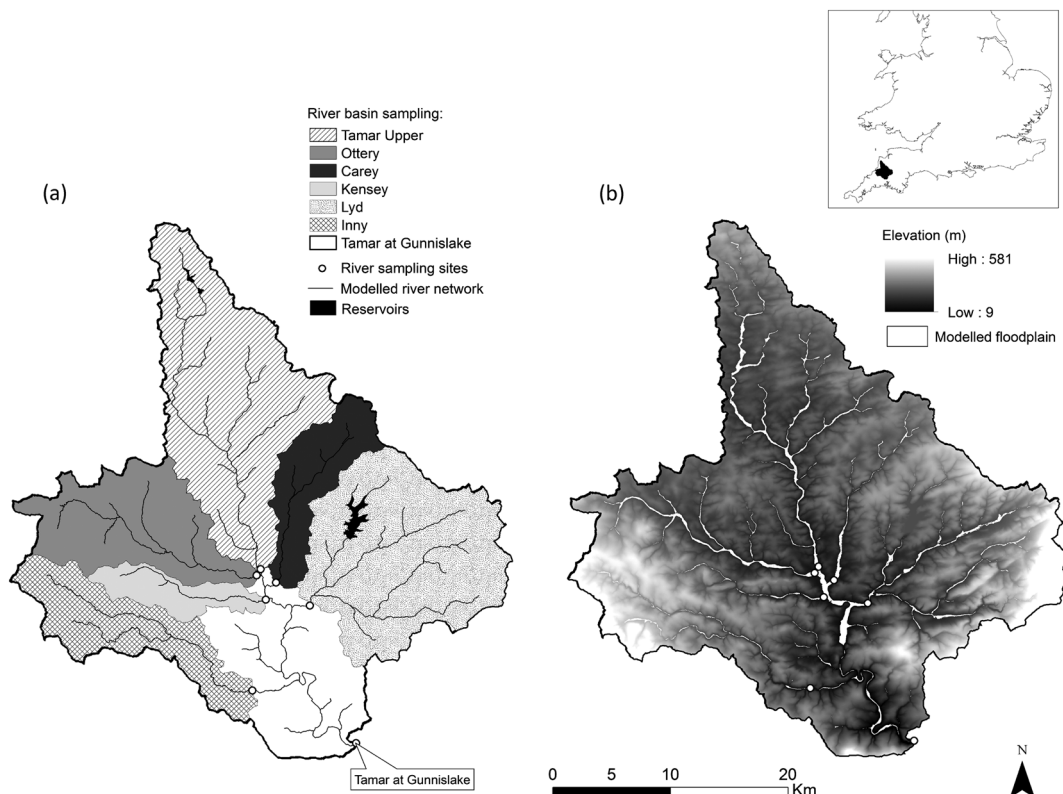 River basin sampling:
Tamar Upper
Ottery
Carey
Kensey
Lyd
Inny
Tamar at Gunnislake
River sampling sites
Modelled river network
Reservoirs
(a)
Tamar at Gunnislake
(b)
Elevation (m)
High : 581
Low : 9
Modelled floodplain
0 5 10 20
Km
N